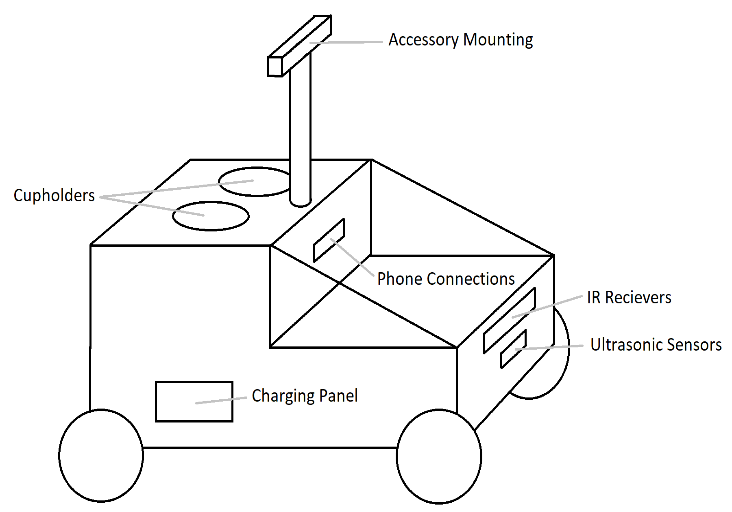 Accessory Mounting
Cupholders
Phone Connections
IR Recievers
Ultrasonic Sensors
Charging Panel